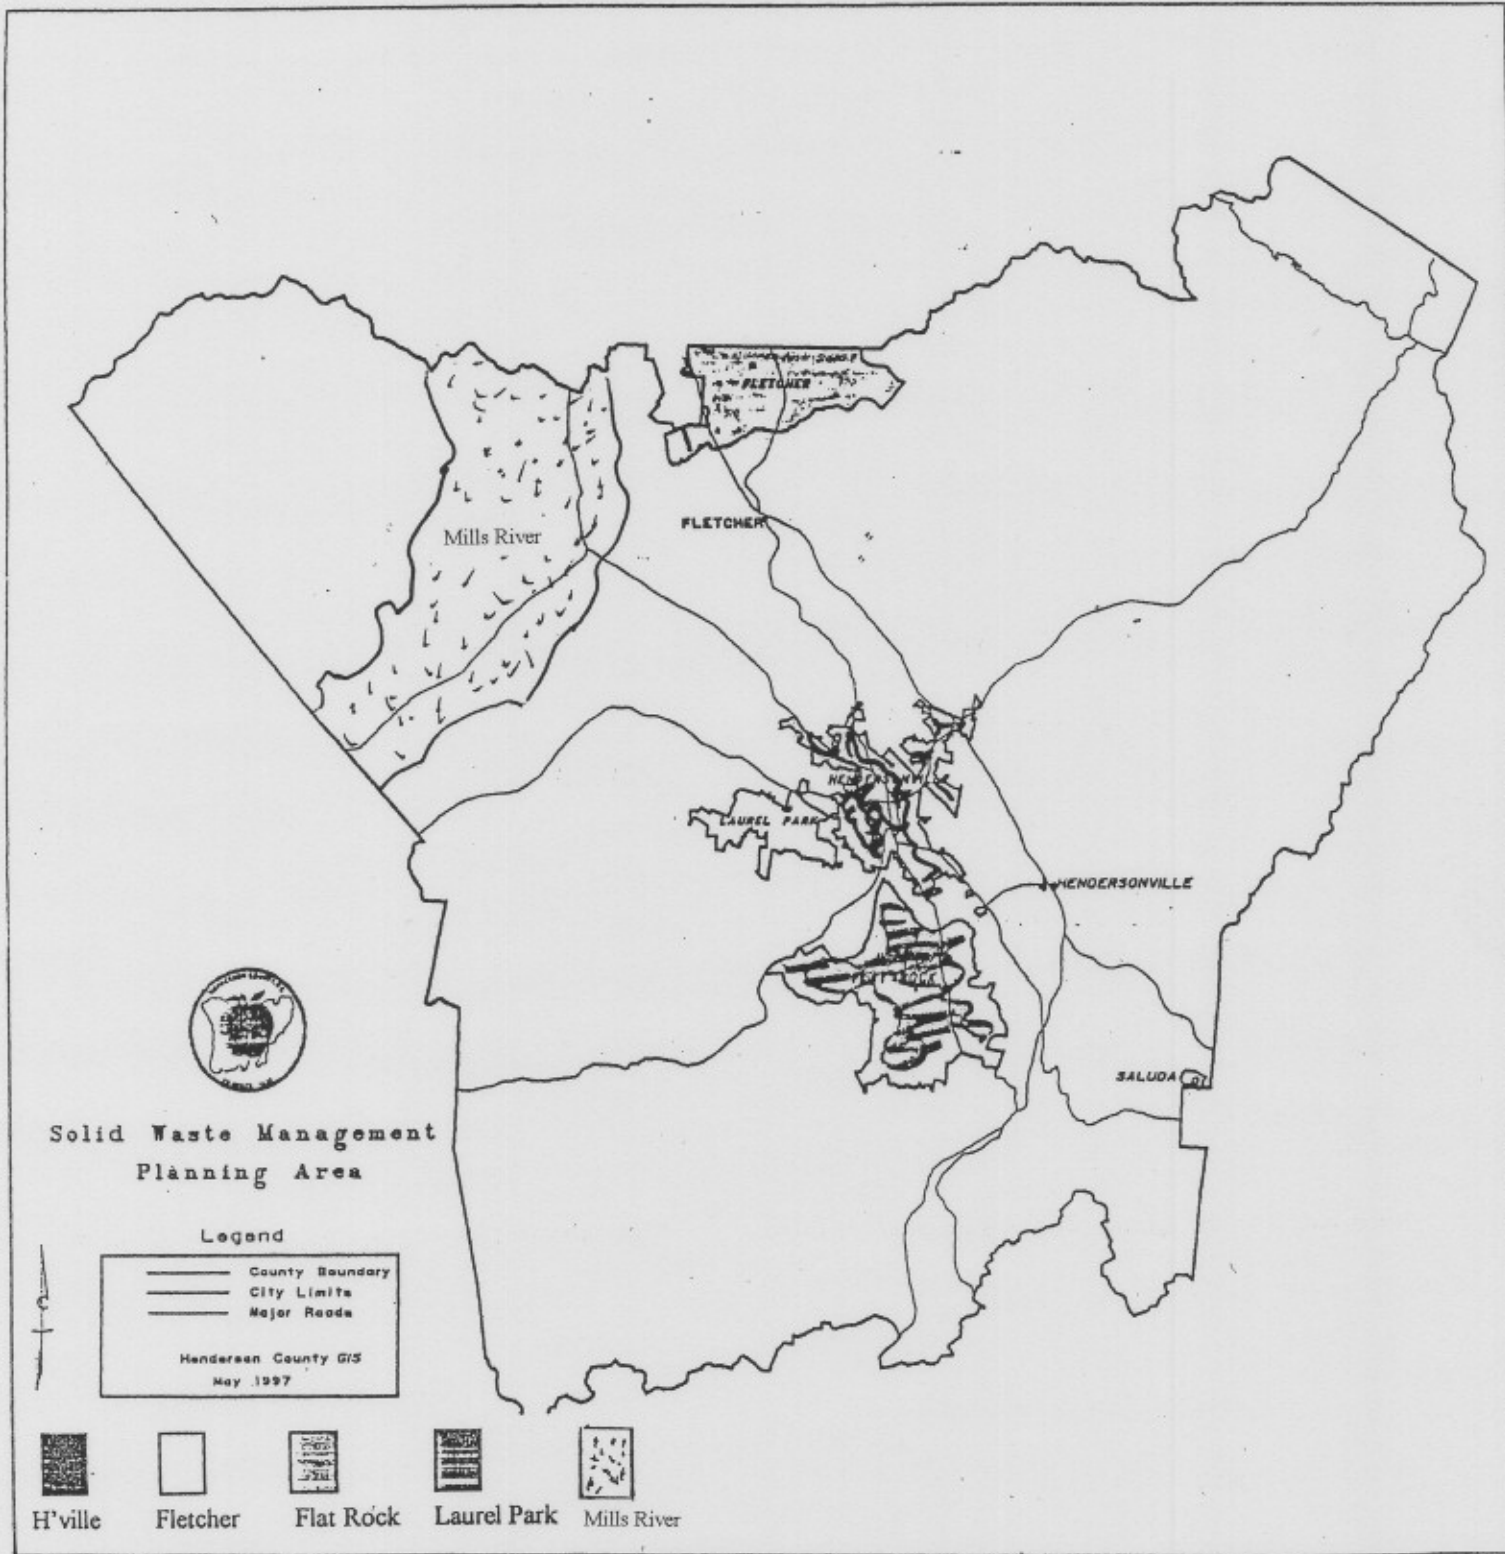 FLETCHER
Mills River
FLETCHER
HENDERSONVILLE
LAUREL PARK
HENDERSONVILLE
SALUDA
Solid Waste Management
Planning Area
Legend
County Boundary
City Limits
Major Roads
Henderson County GIS
May 1997
H'ville
Fletcher
Flat Rock
Laurel Park
Mills River